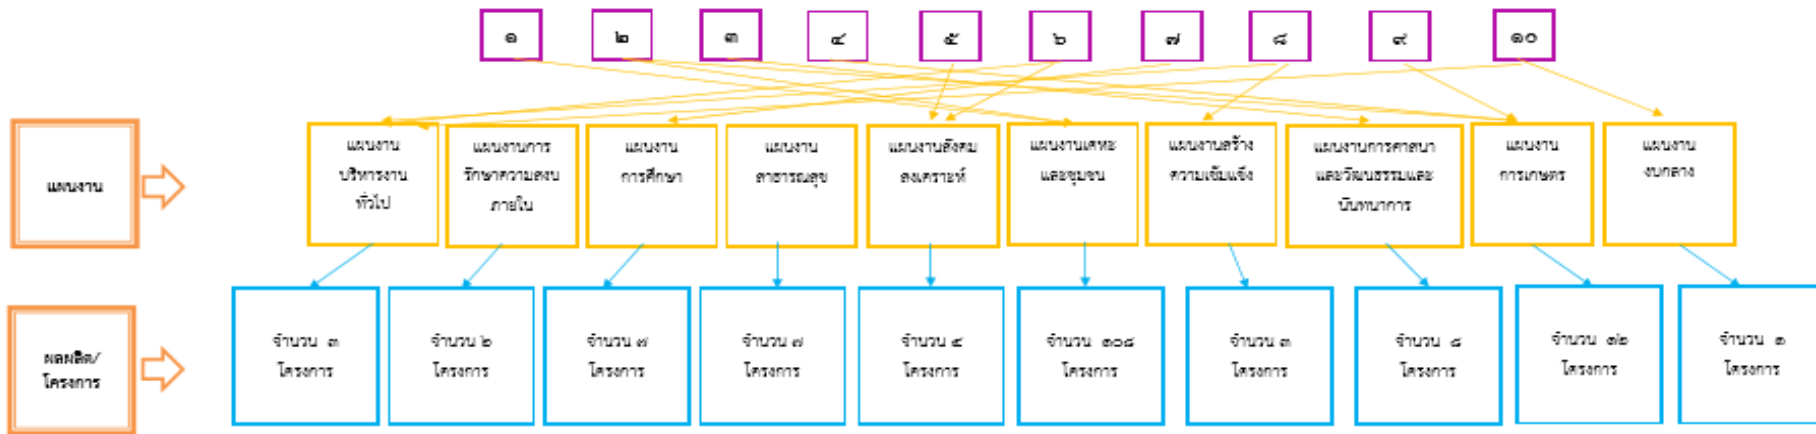 ๑ ๒ ๓ ๔ ๕ ๖ ๗ ๘ ๙ ๑๐
แผนงาน
แผนงาน
บริหารงาน
ทั่วไป
แผนงานการ
รักษาความสงบ
ภายใน
แผนงาน
การศึกษา
แผนงาน
สาธารณสุข
แผนงานสังคม
สงเคราะห์
แผนงานเคหะ
และชุมชน
แผนงานสร้าง
ความเข้มแข็ง
แผนงานการศาสนา
และวัฒนธรรมและ
นันทนาการ
แผนงาน
การเกษตร
แผนงาน
งบกลาง
ผลผลิต/
โครงการ
จำนวน ๓
โครงการ
จำนวน ๒
โครงการ
จำนวน ๗
โครงการ
จำนวน ๗
โครงการ
จำนวน ๔
โครงการ
จำนวน ๑๐๘
โครงการ
จำนวน ๓
โครงการ
จำนวน ๘
โครงการ
จำนวน ๑๒
โครงการ
จำนวน ๑
โครงการ